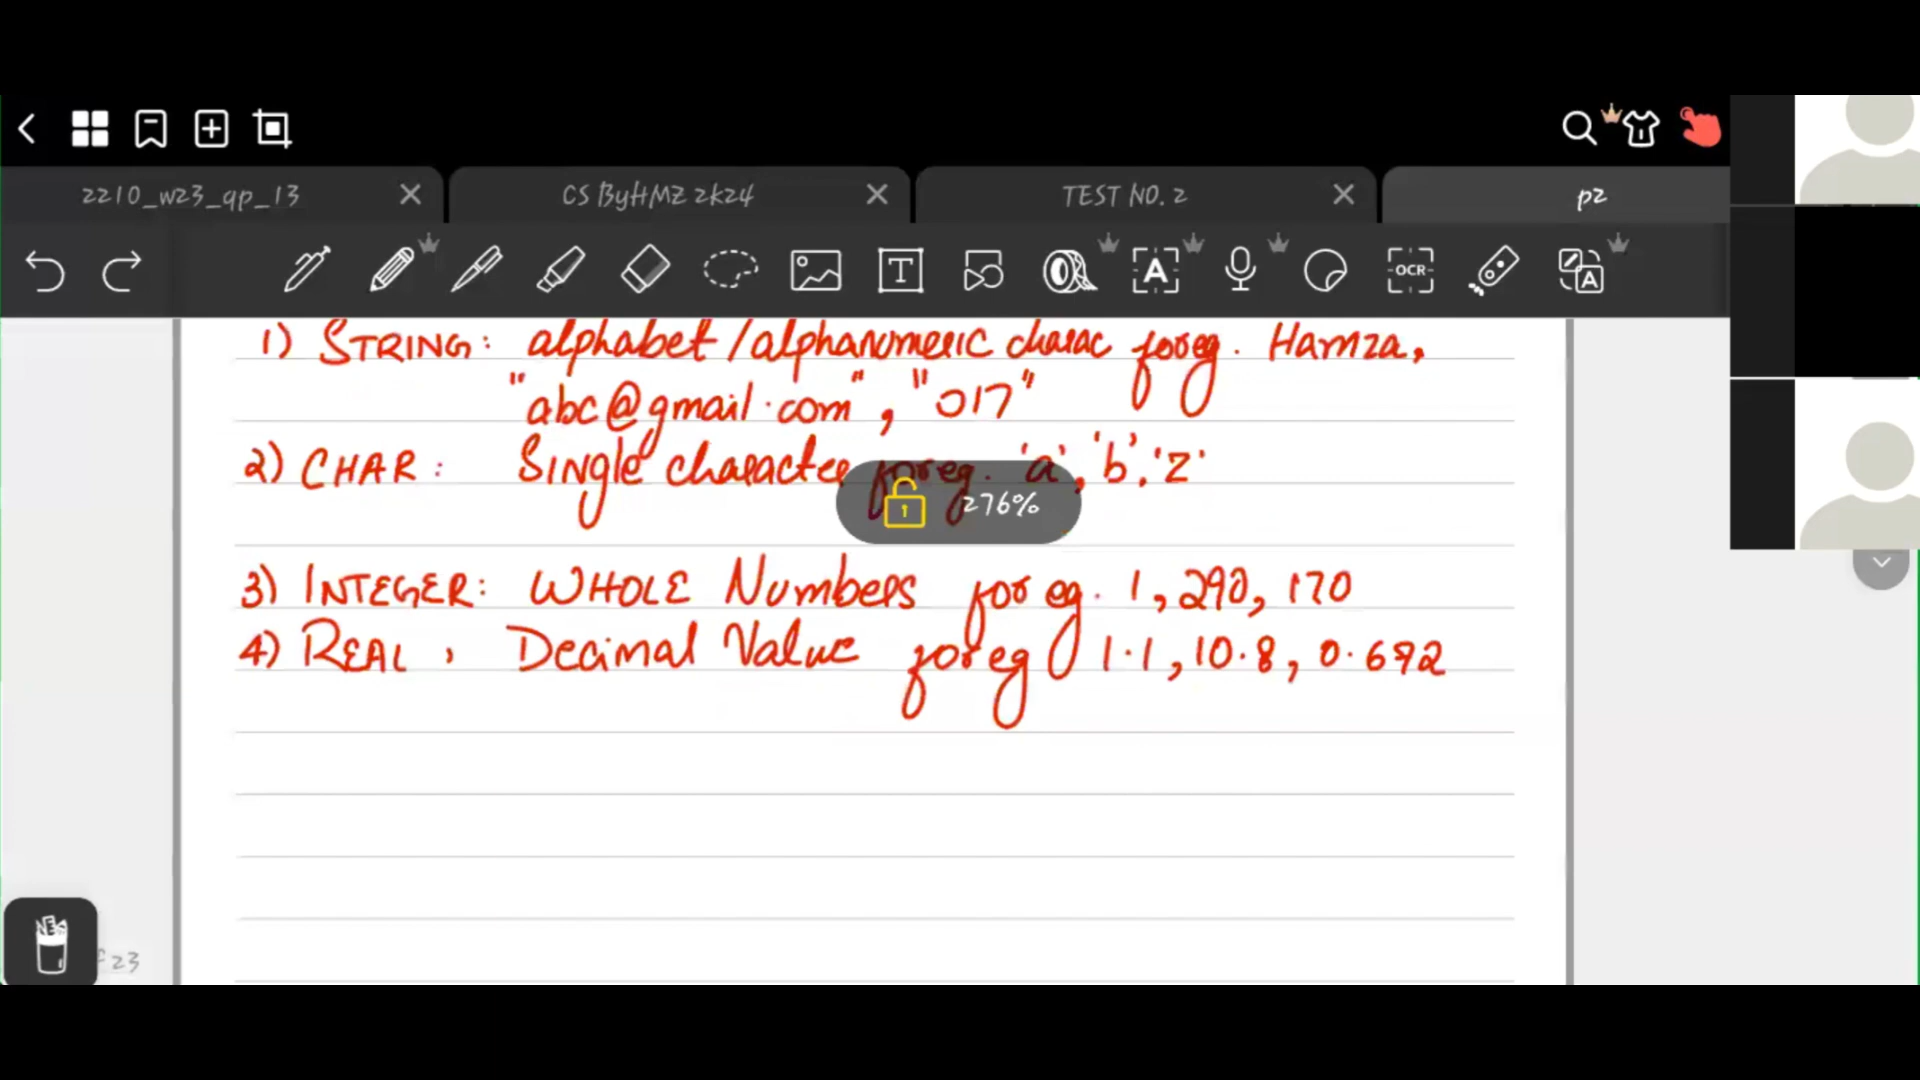 2210_w23_qp_13
CS ByHMZ 2k24
TEST NO. 2
p2
T
A
OCR
A
1) STRING: alphabet/alphanumeric charac for eg. Hamza,
"abc@gmail.com", "017"
2) CHAR: Single character for eg. 'a', 'b', 'z'
276%
3) INTEGER: WHOLE Numbers for eg. 1, 290, 170
4) REAL, Decimal Value for eg 1.1, 10.8, 0.692
f 23